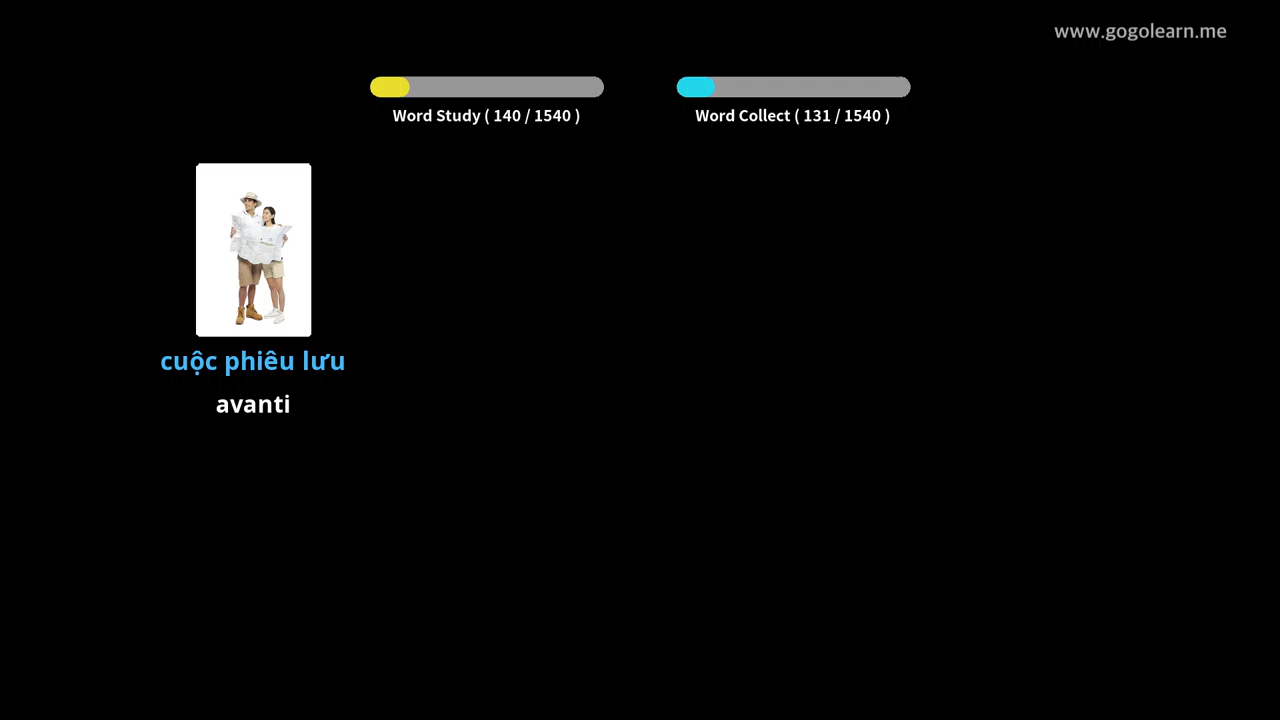 www.gogolearn.me
Word Study ( 140 / 1540 )
Word Collect ( 131 / 1540 )
cuộc phiêu lưu
avanti